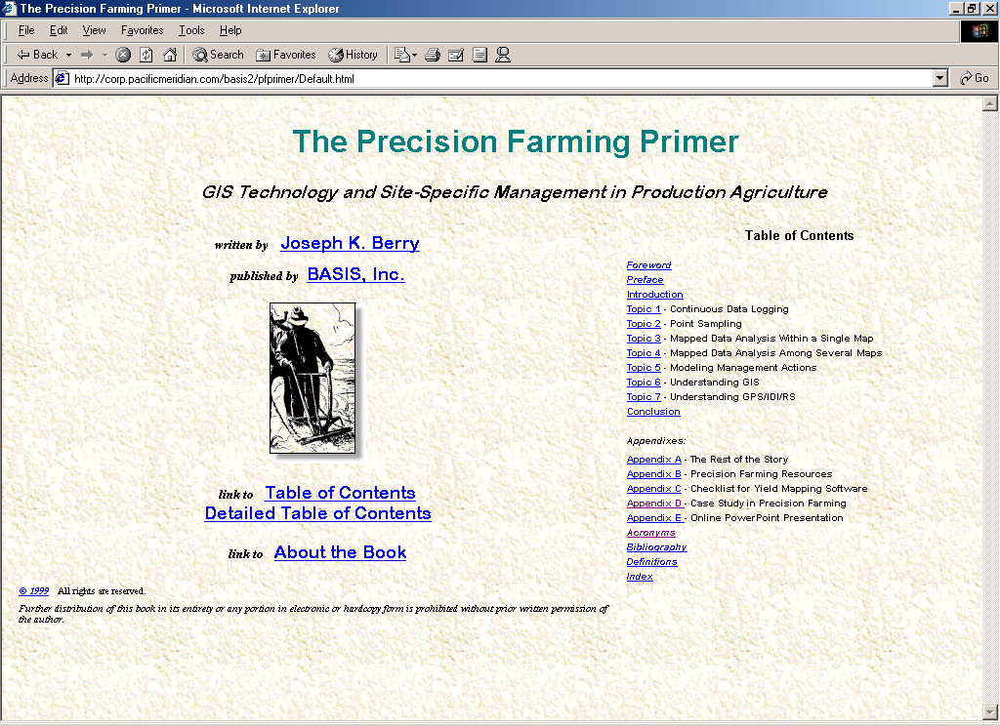 The Precision Farming Primer - Microsoft Internet Explorer
File Edit View Favorites Tools Help
Back Search Favorites History
Address http://corp.pacificmeridian.com/basis2/pfprimer/Default.html Go
The Precision Farming Primer
GIS Technology and Site-Specific Management in Production Agriculture
written by Joseph K. Berry
published by BASIS, Inc.
link to Table of Contents
Detailed Table of Contents
link to About the Book
© 1999 All rights are reserved.
Further distribution of this book in its entirety or any portion in electronic or hardcopy form is prohibited without prior written permission of
the author.
Table of Contents
Foreword
Preface
Introduction
Topic 1 - Continuous Data Logging
Topic 2 - Point Sampling
Topic 3 - Mapped Data Analysis Within a Single Map
Topic 4 - Mapped Data Analysis Among Several Maps
Topic 5 - Modeling Management Actions
Topic 6 - Understanding GIS
Topic 7 - Understanding GPS/IDI/RS
Conclusion
Appendixes:
Appendix A - The Rest of the Story
Appendix B - Precision Farming Resources
Appendix C - Checklist for Yield Mapping Software
Appendix D - Case Study in Precision Farming
Appendix E - Online PowerPoint Presentation
Acronyms
Bibliography
Definitions
Index